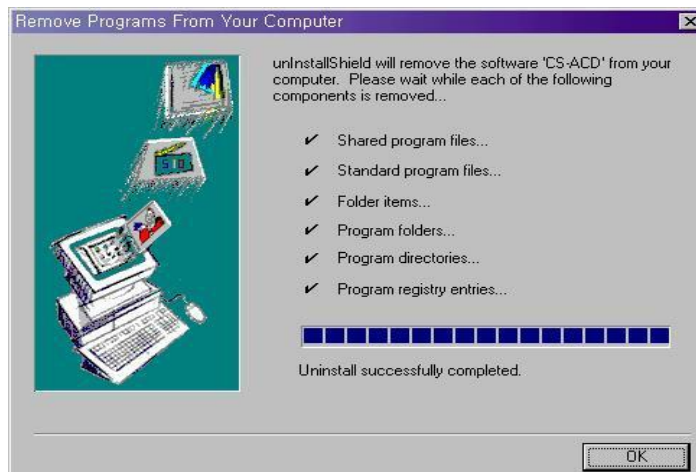 Remove Programs From Your Computer
unInstallShield will remove the software 'CS-ACD' from your
computer. Please wait while each of the following
components is removed...
Shared program files...
Standard program files...
Folder items...
Program folders...
Program directories...
Program registry entries...
Uninstall successfully completed.
OK